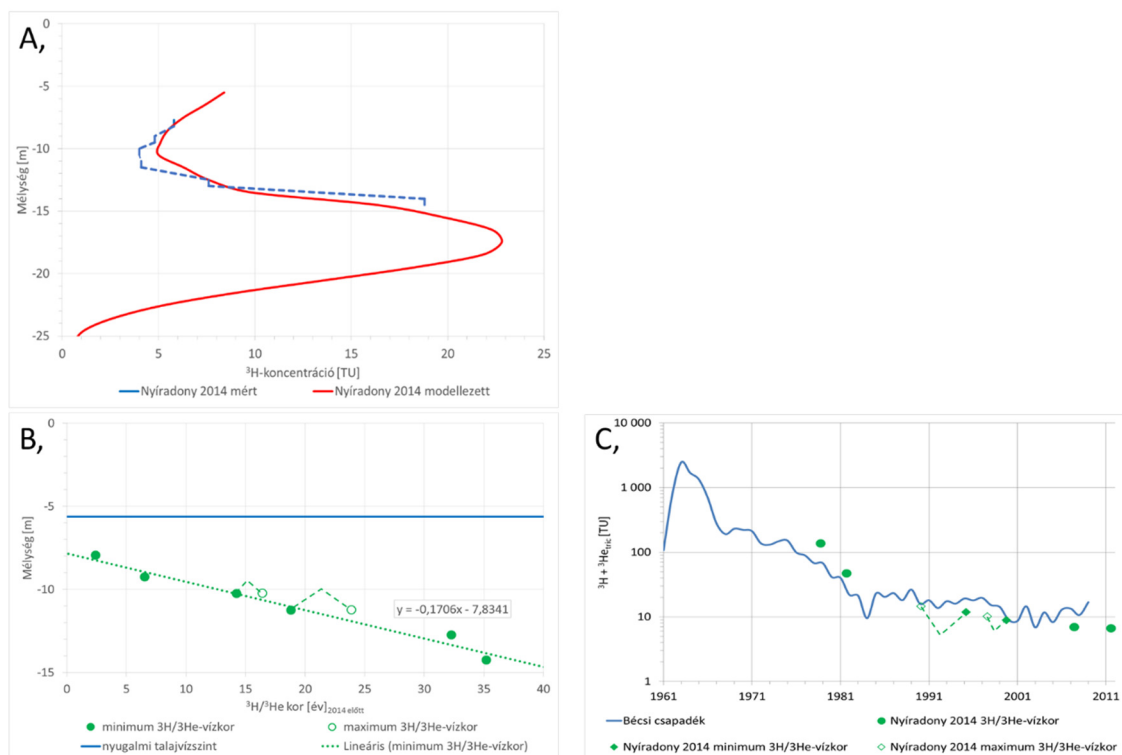 A,
0
-5
-10
-15
-20
-25
Mélység [m]
0 5 10 15 20 25
³H-koncentráció [TU]
Nyíradony 2014 mért Nyíradony 2014 modellezett
B,
0
-5
-10
-15
Mélység [m]
y = -0,1706x - 7,8341
0 5 10 15 20 25 30 35 40
³H/³He kor [év]2014 előtt
minimum 3H/3He-vízkor maximum 3H/3He-vízkor
nyugalmi talajvízszint Lineáris (minimum 3H/3He-vízkor)
C,
10 000
1 000
100
10
1
³H + ³Hetric [TU]
1961 1971 1981 1991 2001 2011
Bécsi csapadék Nyíradony 2014 3H/3He-vízkor
Nyíradony 2014 minimum 3H/3He-vízkor Nyíradony 2014 maximum 3H/3He-vízkor